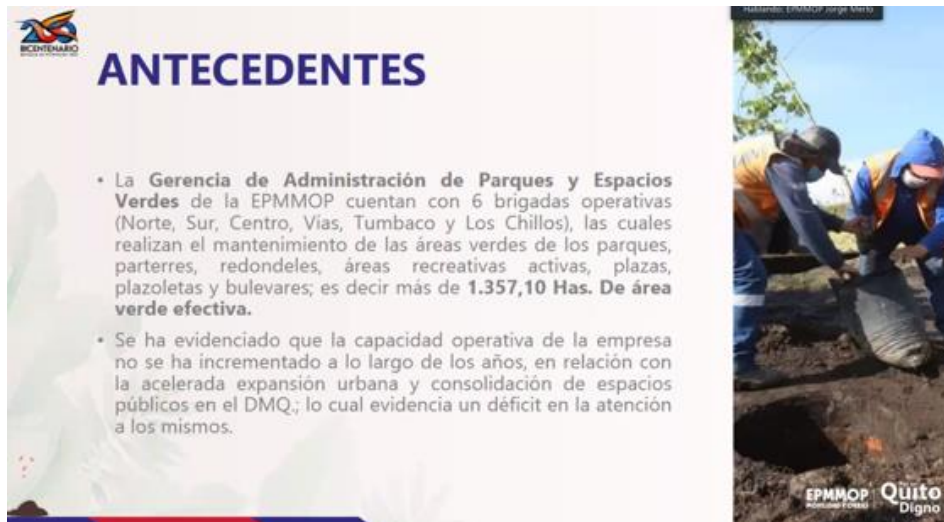 Hablando: EPMMOP Jorge Merlo
BICENTENARIO
ANTECEDENTES
• La Gerencia de Administración de Parques y Espacios
Verdes de la EPMMOP cuentan con 6 brigadas operativas
(Norte, Sur, Centro, Vías, Tumbaco y Los Chillos), las cuales
realizan el mantenimiento de las áreas verdes de los parques,
parterres, redondeles, áreas recreativas activas, plazas,
plazoletas y bulevares; es decir más de 1.357,10 Has. De área
verde efectiva.
• Se ha evidenciado que la capacidad operativa de la empresa
no se ha incrementado a lo largo de los años, en relación con
la acelerada expansión urbana y consolidación de espacios
públicos en el DMQ.; lo cual evidencia un déficit en la atención
a los mismos.
EPMMOP
Quito
Digno